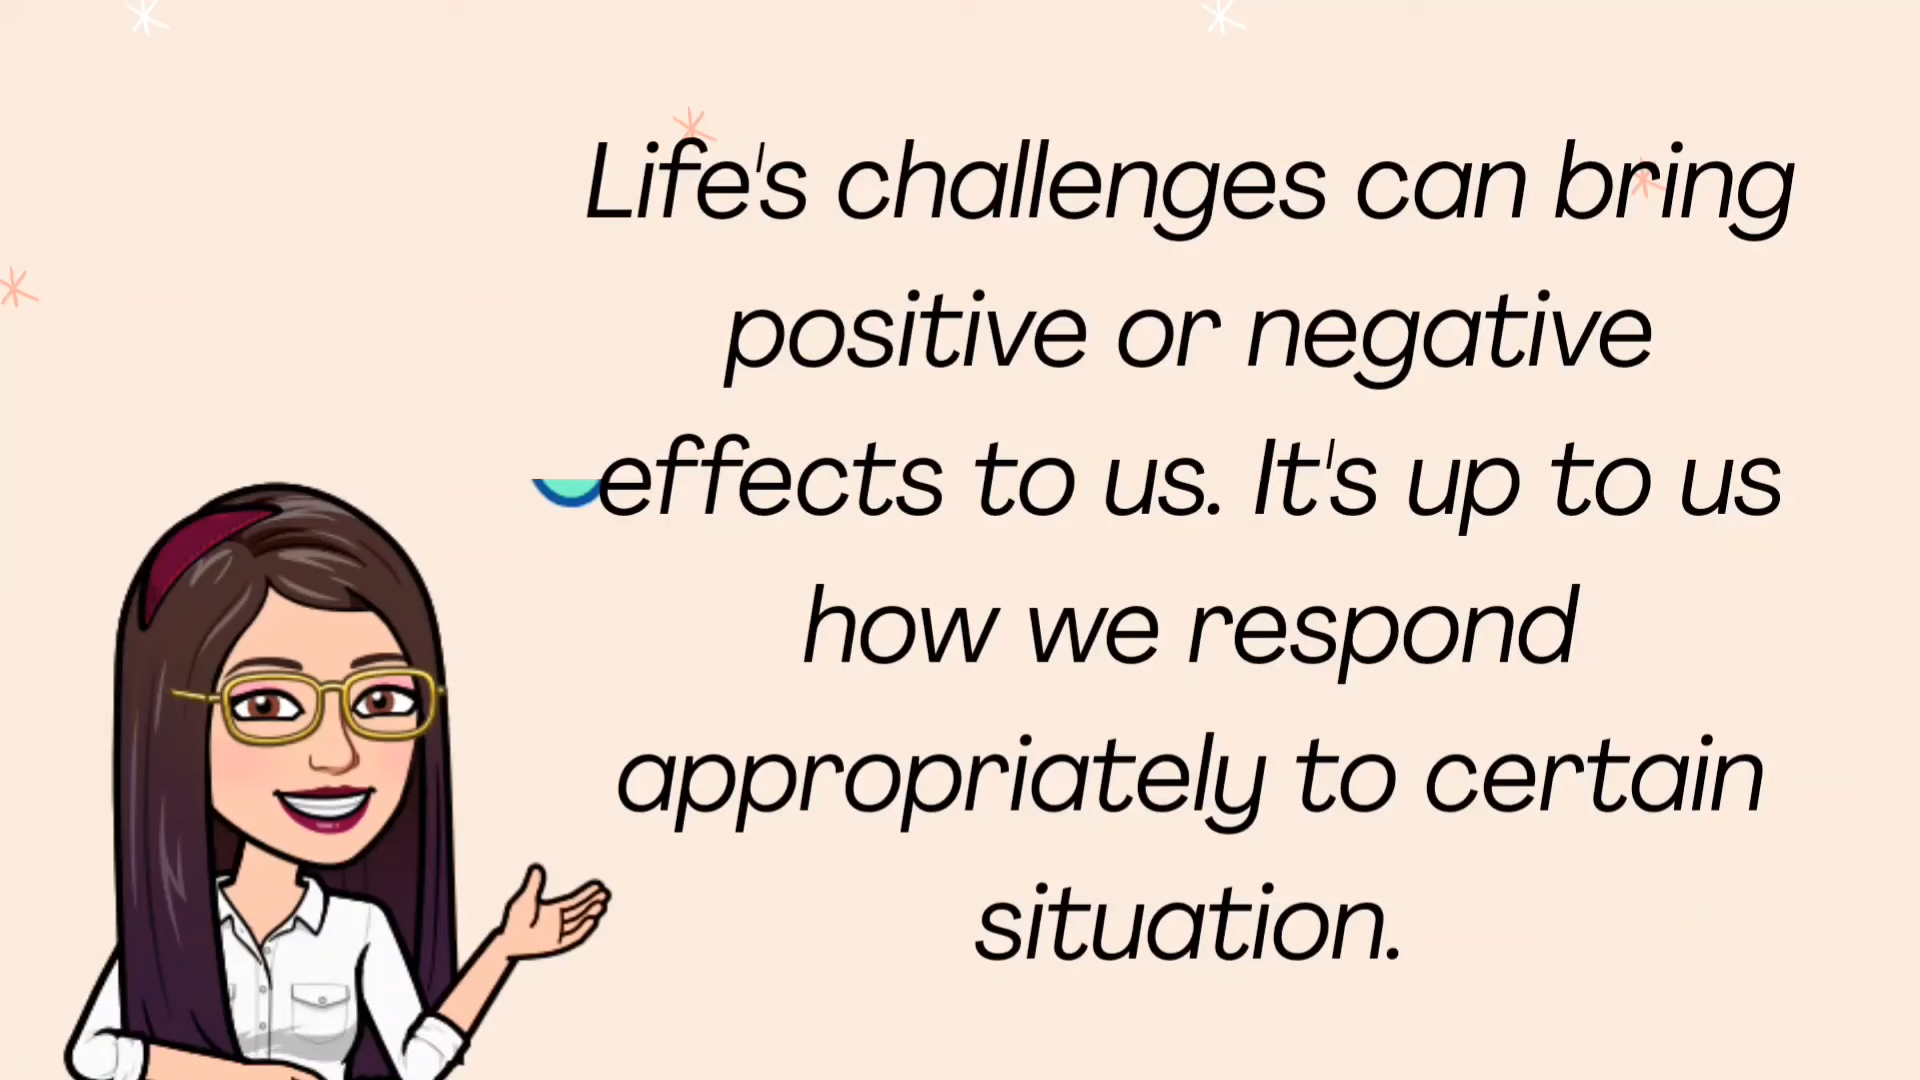 Life's challenges can bring
positive or negative
effects to us. It's up to us
how we respond
appropriately to certain
situation.